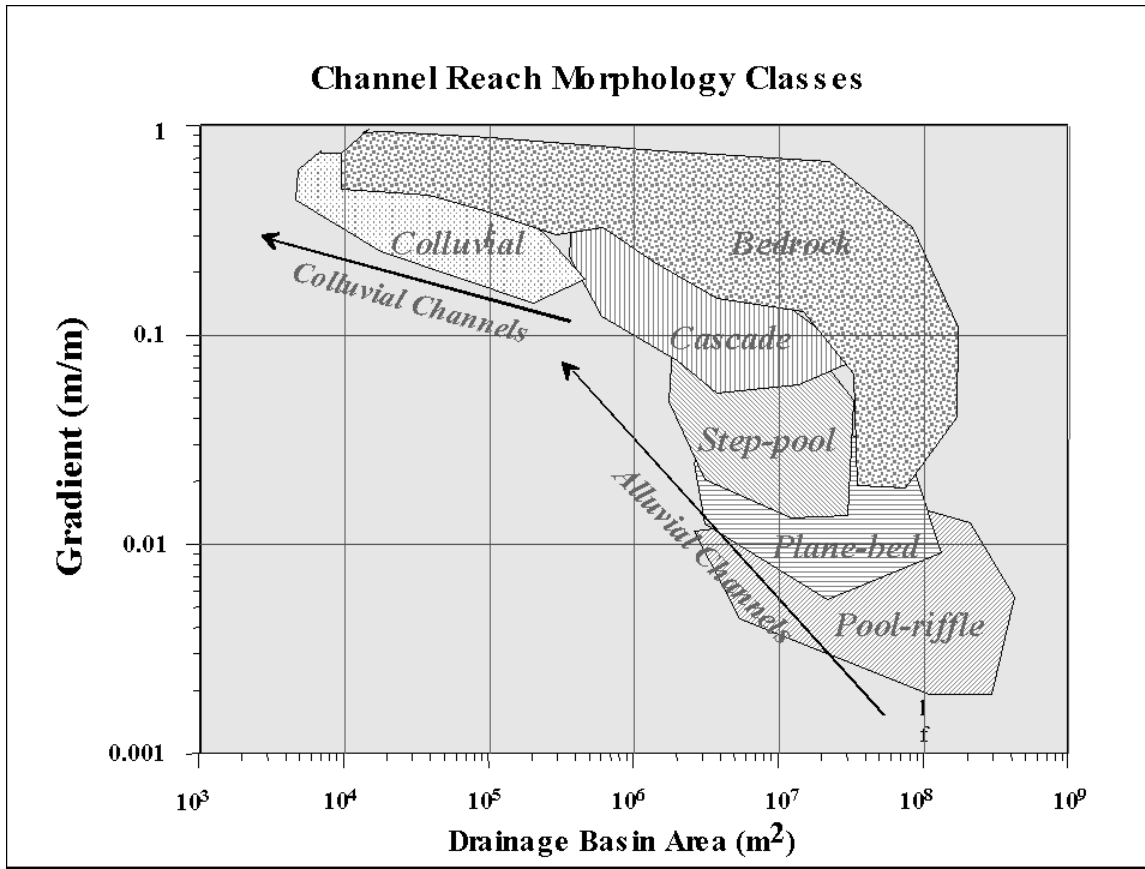 Channel Reach Morphology Classes
1
0.1
0.01
0.001
Gradient (m/m)
Colluvial
Bedrock
Colluvial Channels
Cascade
Step-pool
Alluvial Channels
Plane-bed
Pool-riffle
l
f
10³ 10⁴ 10⁵ 10⁶ 10⁷ 10⁸ 10⁹
Drainage Basin Area (m²)